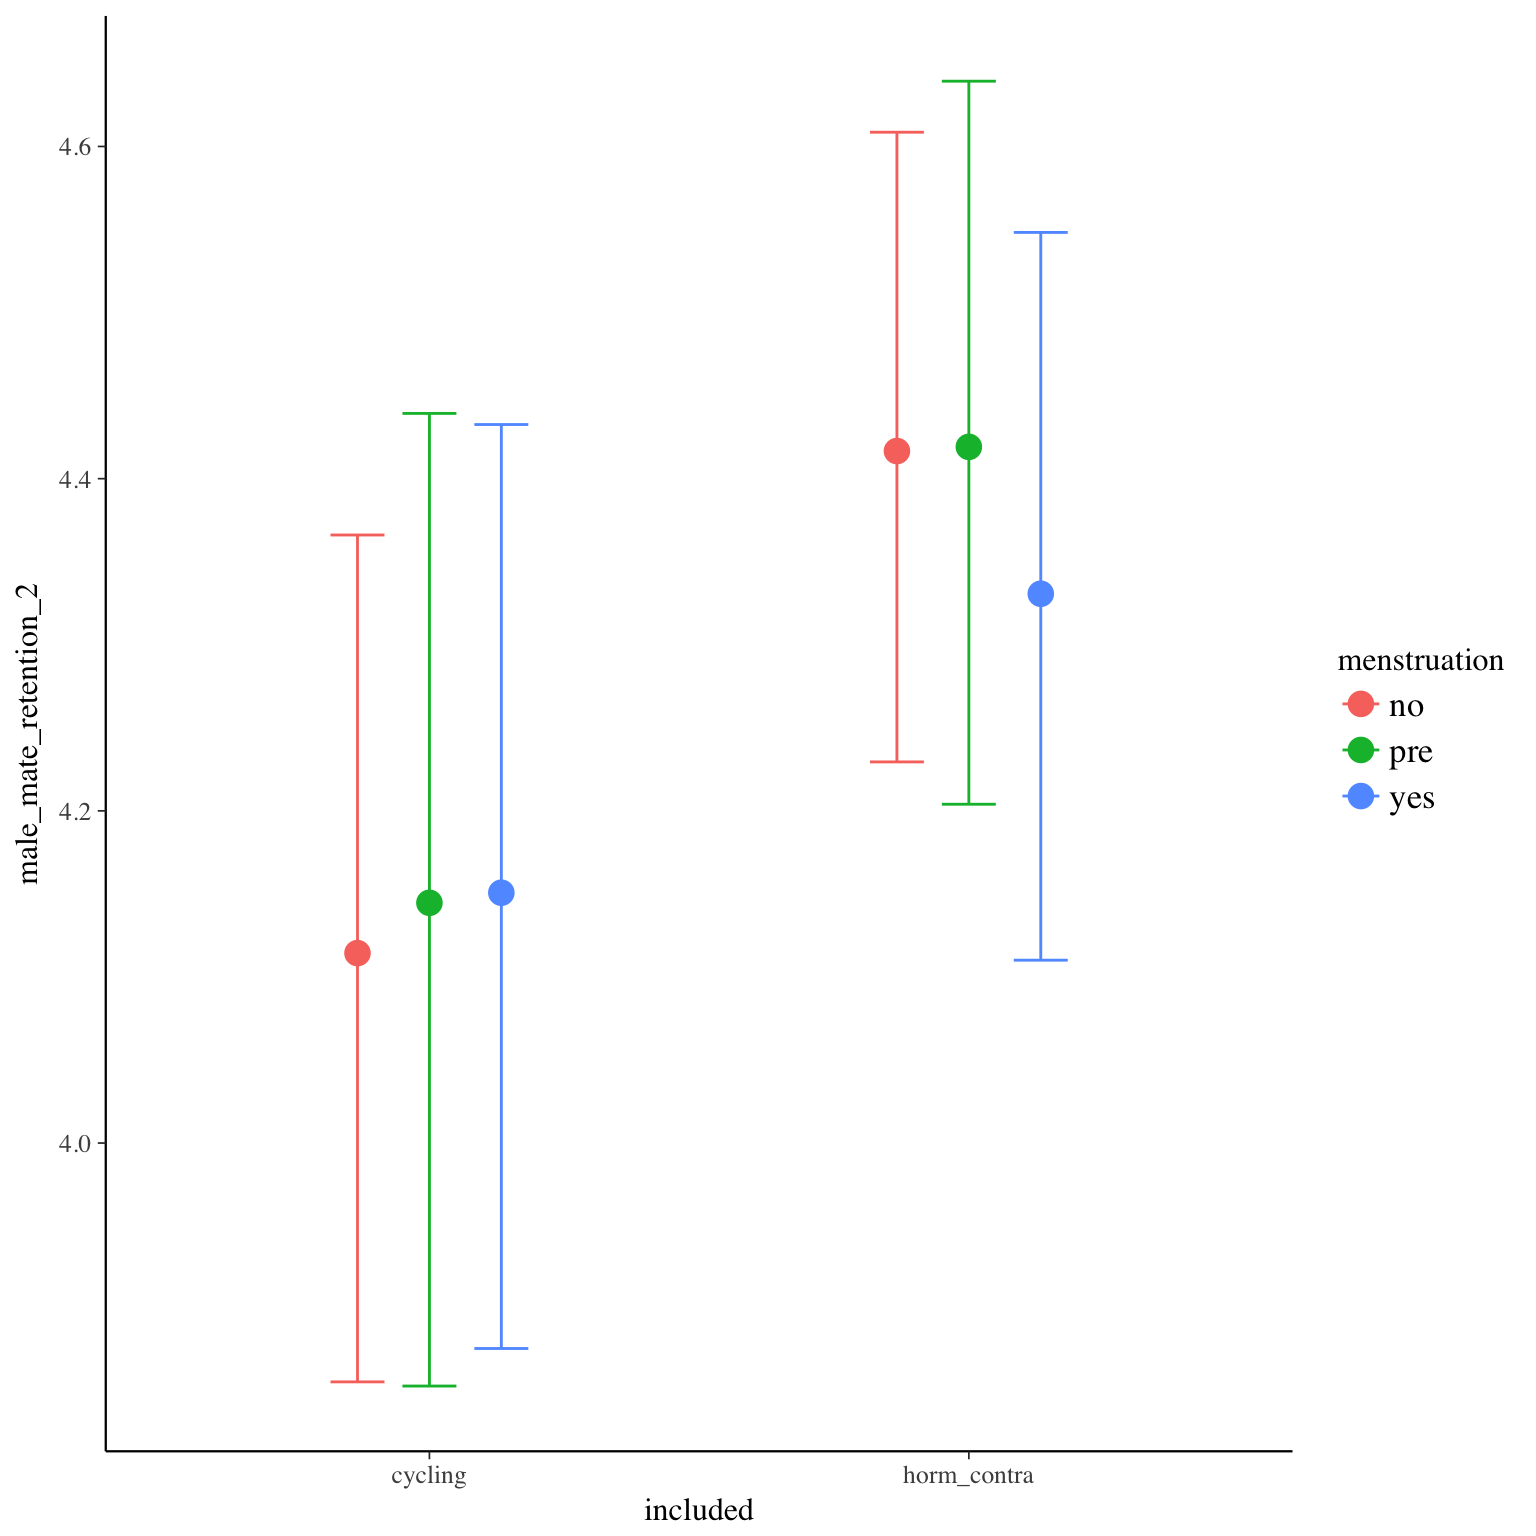 male_mate_retention_2
4.6
4.4
4.2
4.0
cycling
horm_contra
included
menstruation
no
pre
yes